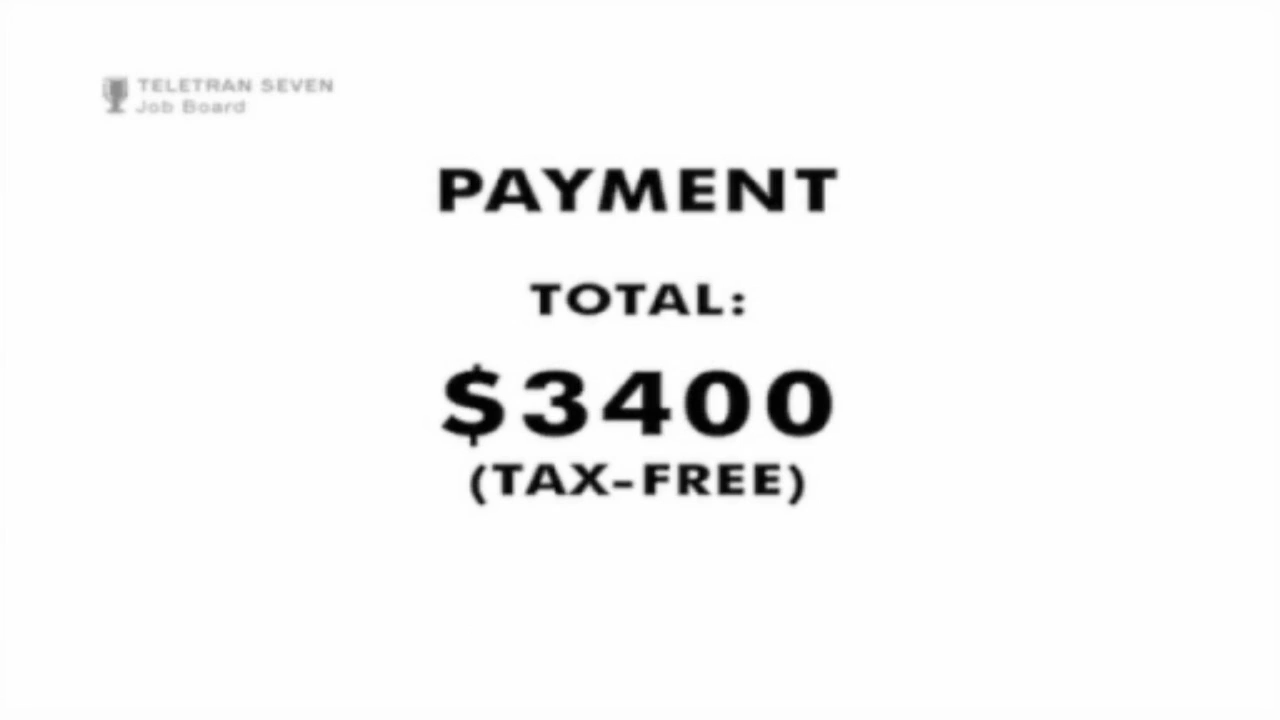 TELETRAN SEVEN
Job Board
PAYMENT
TOTAL:
$3400
(TAX-FREE)